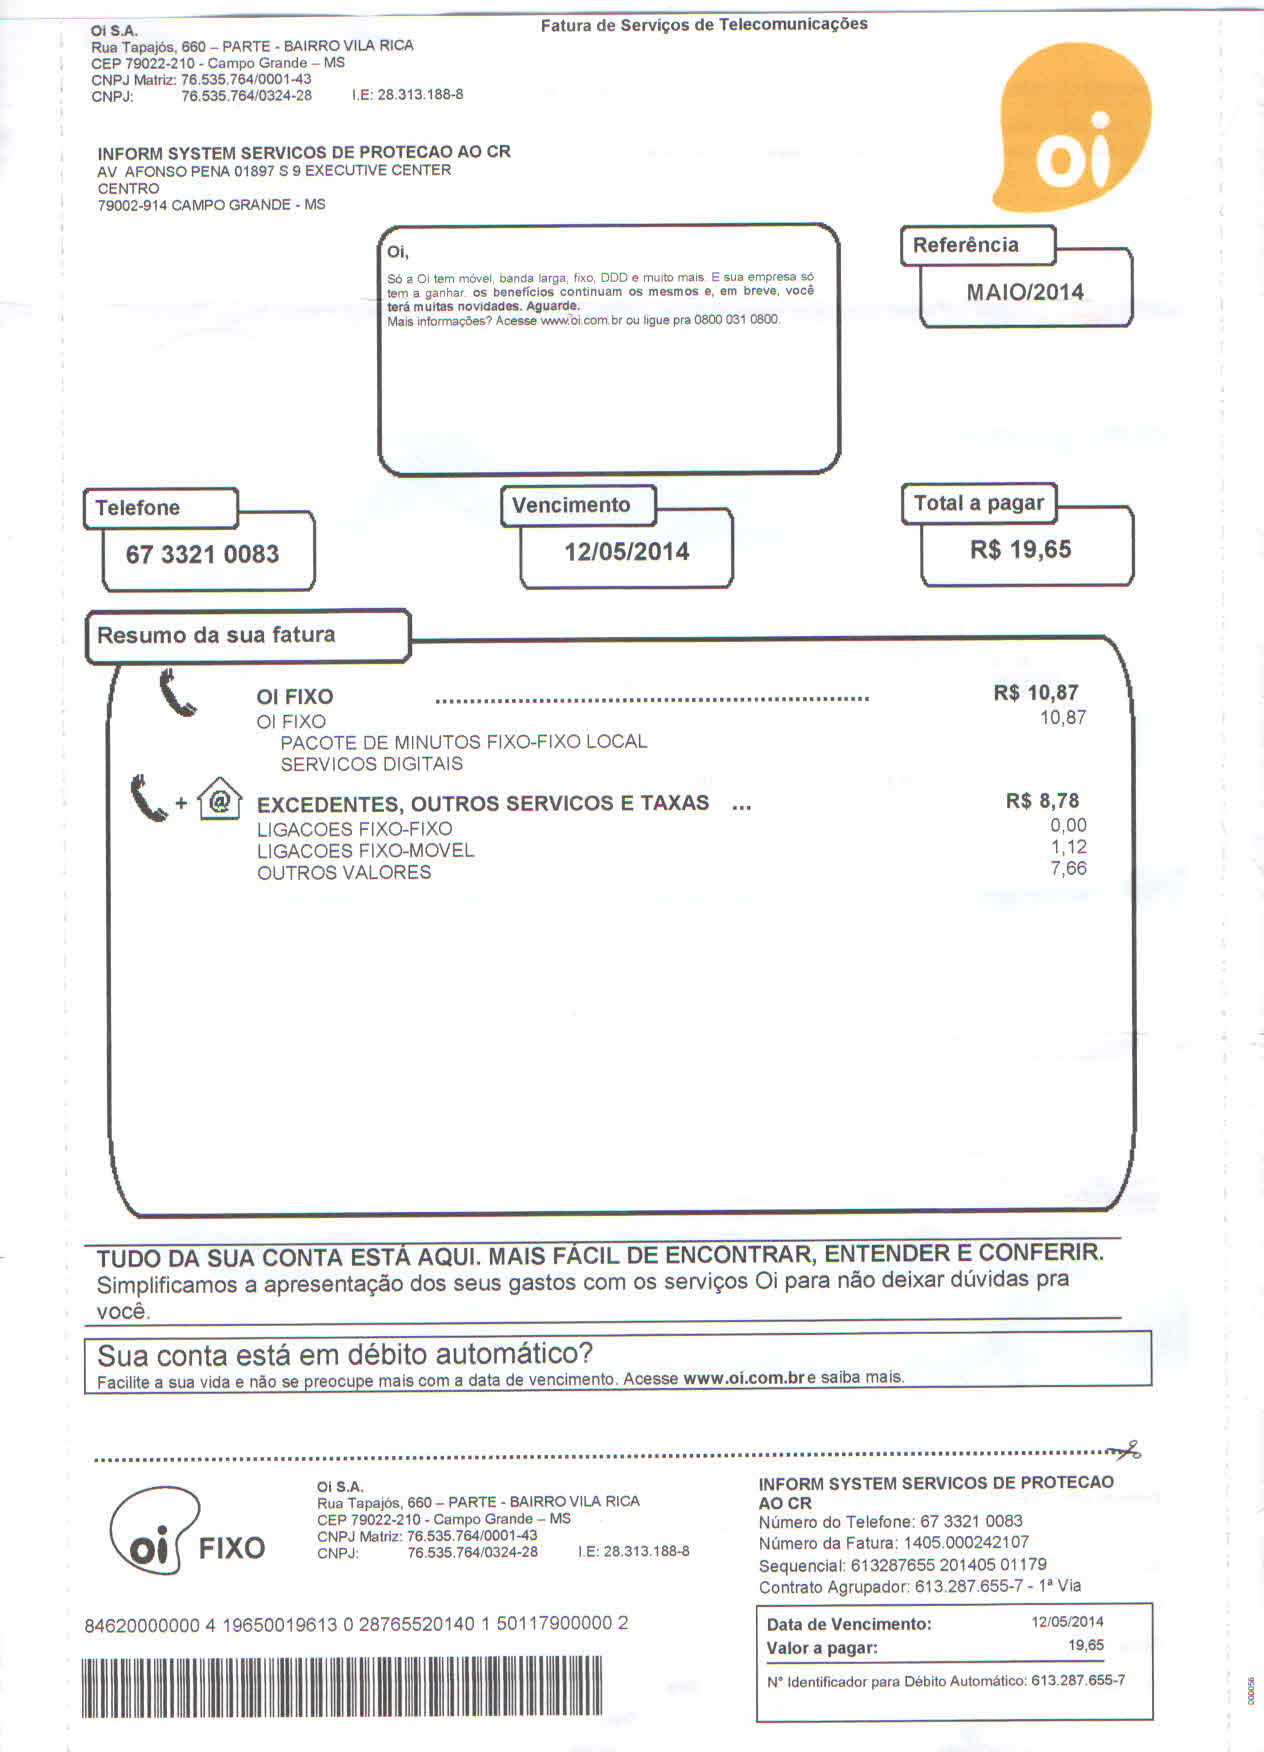 Fatura de Serviços de Telecomunicações
Oi S.A.
Rua Tapajós, 660 – PARTE - BAIRRO VILA RICA
CEP 79022-210 - Campo Grande – MS
CNPJ Matriz: 76.535.764/0001-43
CNPJ: 76.535.764/0324-28 I.E: 28.313.188-8
oi
INFORM SYSTEM SERVICOS DE PROTECAO AO CR
AV AFONSO PENA 01897 S 9 EXECUTIVE CENTER
CENTRO
79002-914 CAMPO GRANDE - MS
Oi,
Só a Oi tem móvel, banda larga, fixo, DDD e muito mais. E sua empresa só
tem a ganhar. os benefícios continuam os mesmos e, em breve, você
terá muitas novidades. Aguarde.
Mais informações? Acesse www.oi.com.br ou ligue pra 0800 031 0800.
Referência
MAIO/2014
Telefone
67 3321 0083
Vencimento
12/05/2014
Total a pagar
R$ 19,65
Resumo da sua fatura
OI FIXO R$ 10,87
OI FIXO 10,87
PACOTE DE MINUTOS FIXO-FIXO LOCAL
SERVICOS DIGITAIS
+ @ EXCEDENTES, OUTROS SERVICOS E TAXAS ... R$ 8,78
LIGACOES FIXO-FIXO 0,00
LIGACOES FIXO-MOVEL 1,12
OUTROS VALORES 7,66
TUDO DA SUA CONTA ESTÁ AQUI. MAIS FÁCIL DE ENCONTRAR, ENTENDER E CONFERIR.
Simplificamos a apresentação dos seus gastos com os serviços Oi para não deixar dúvidas pra
você.
Sua conta está em débito automático?
Facilite a sua vida e não se preocupe mais com a data de vencimento. Acesse www.oi.com.br e saiba mais.
oi FIXO
Oi S.A.
Rua Tapajós, 660 – PARTE - BAIRRO VILA RICA
CEP 79022-210 - Campo Grande – MS
CNPJ Matriz: 76.535.764/0001-43
CNPJ: 76.535.764/0324-28 I.E: 28.313.188-8
INFORM SYSTEM SERVICOS DE PROTECAO
AO CR
Número do Telefone: 67 3321 0083
Número da Fatura: 1405.000242107
Sequencial: 613287655 201405 01179
Contrato Agrupador: 613.287.655-7 - 1ª Via
84620000000 4 19650019613 0 28765520140 1 50117900000 2
Data de Vencimento: 12/05/2014
Valor a pagar: 19,65
N° Identificador para Débito Automático: 613.287.655-7
000056